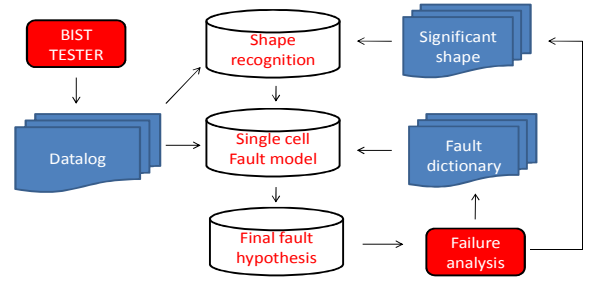 BIST
TESTER
Shape
recognition
Significant
shape
Datalog
Single cell
Fault model
Fault
dictionary
Final fault
hypothesis
Failure
analysis